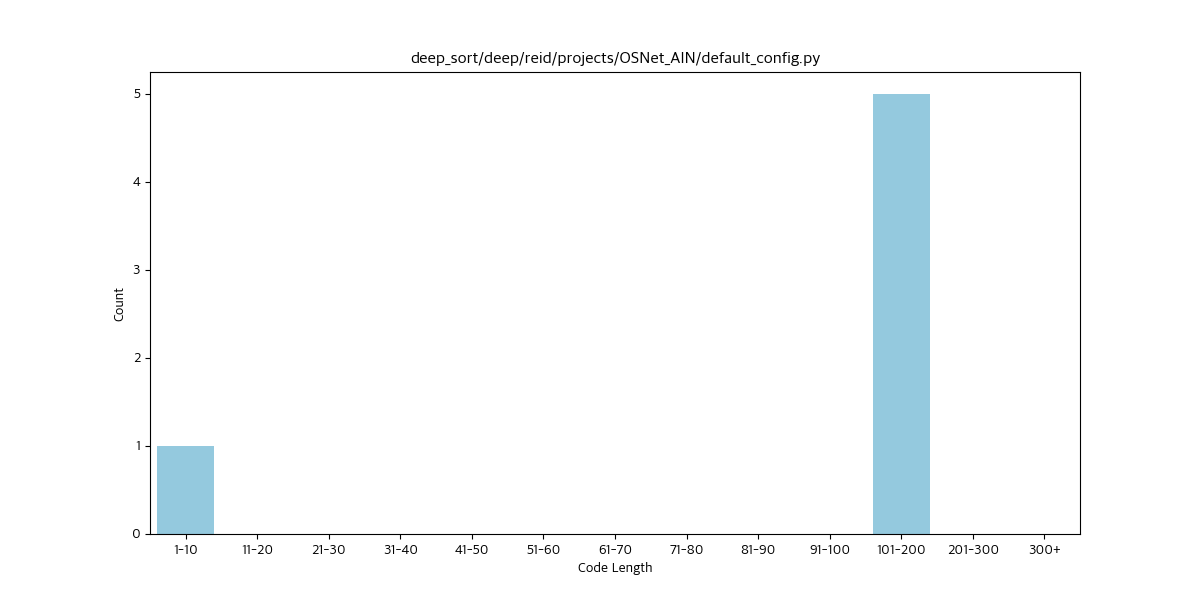 deep_sort/deep/reid/projects/OSNet_AIN/default_config.py
5
4
3
2
1
0
Count
1-10 11-20 21-30 31-40 41-50 51-60 61-70 71-80 81-90 91-100 101-200 201-300 300+
Code Length